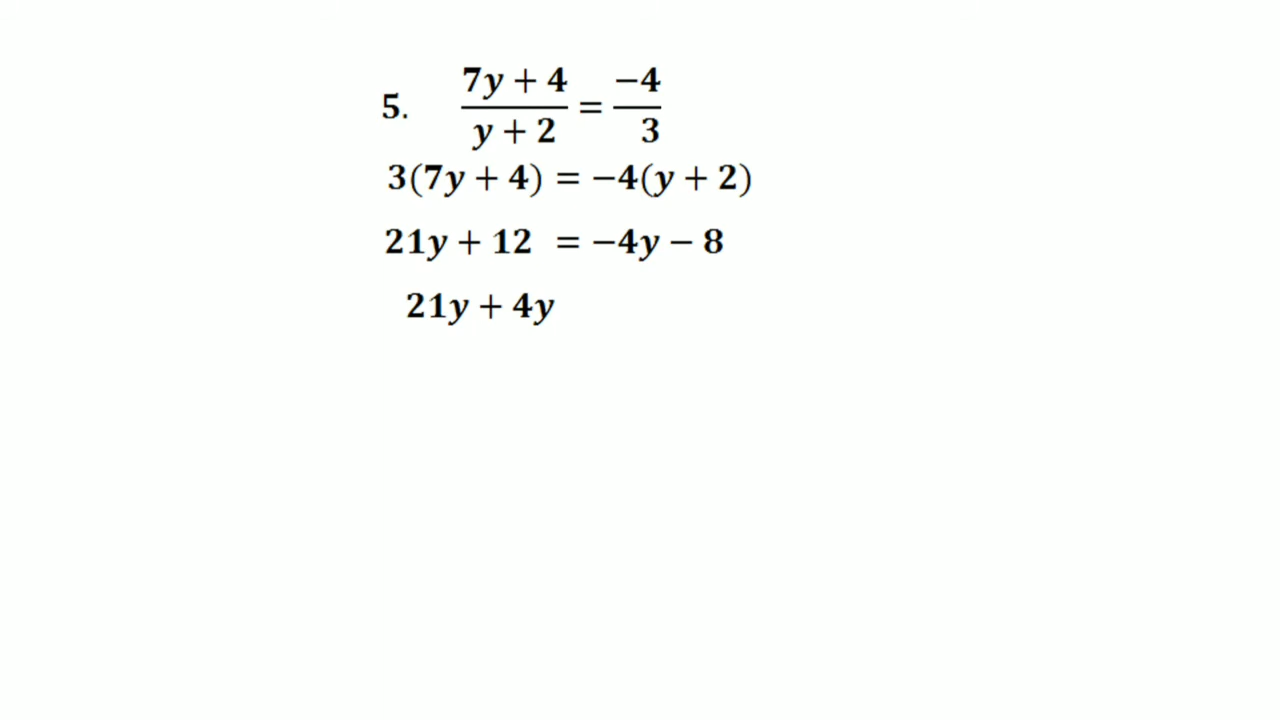 5. (7y + 4)/(y + 2) = −4/3
3(7y + 4) = −4(y + 2)
21y + 12 = −4y − 8
21y + 4y